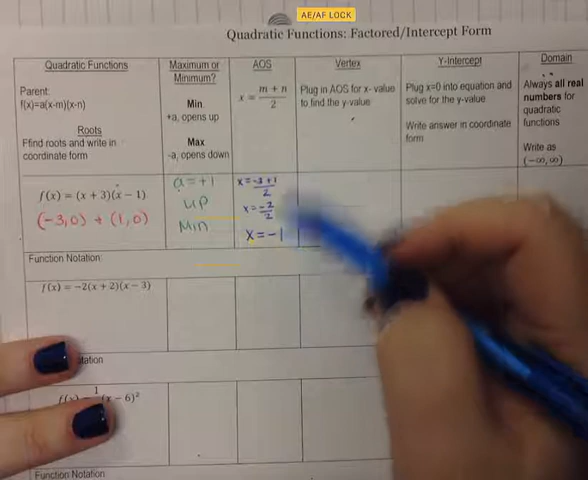 AE/AF LOCK
Quadratic Functions: Factored/Intercept Form
Quadratic Functions
Parent:
f(x)=a(x-m)(x-n)
Roots
Ffind roots and write in
coordinate form
Maximum or
Minimum?
Min
+a, opens up
Max
-a, opens down
AOS
x = m + n / 2
Vertex
Plug in AOS for x- value
to find the y-value
Y-Intercept
Plug x=0 into equation and
solve for the y-value
Write answer in coordinate
form
Domain
Always all real
numbers for
quadratic
functions
Write as
(-∞,∞)
f(x) = (x + 3)(x − 1)
(-3,0) + (1,0)
a = +1
up
Min
x = -3+1 / 2
x = -2 / 2
x = -1
Function Notation:
f(x) = −2(x + 2)(x − 3)
(x − 6)²
Function Notation